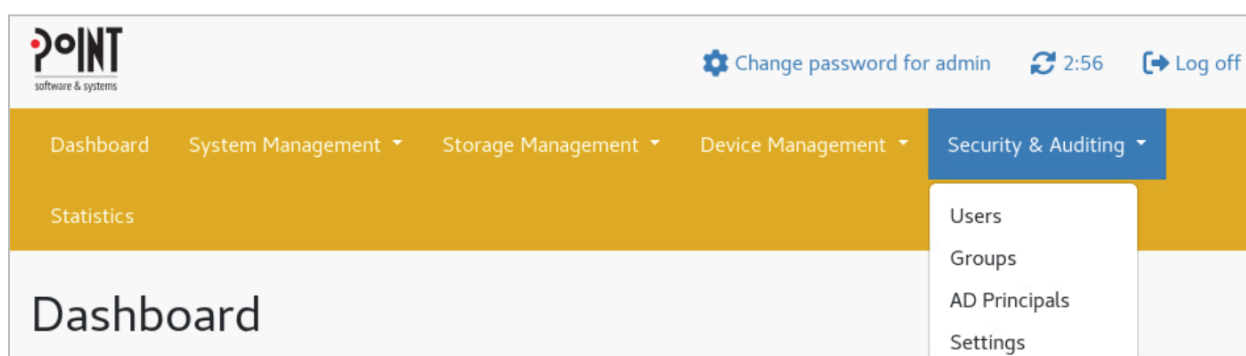 PoINT
software & systems
Change password for admin 2:56 Log off
Dashboard System Management Storage Management Device Management Security & Auditing
Statistics
Users
Groups
AD Principals
Settings
Dashboard